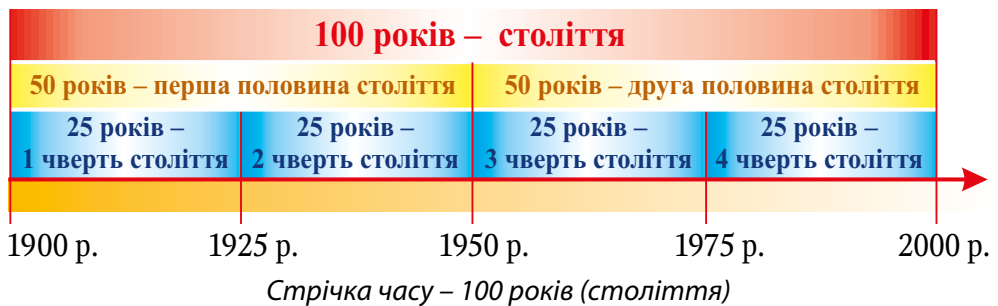 100 років – століття
50 років – перша половина століття
50 років – друга половина століття
25 років –
1 чверть століття
25 років –
2 чверть століття
25 років –
3 чверть століття
25 років –
4 чверть століття
1900 р.
1925 р.
1950 р.
1975 р.
2000 р.
Стрічка часу – 100 років (століття)